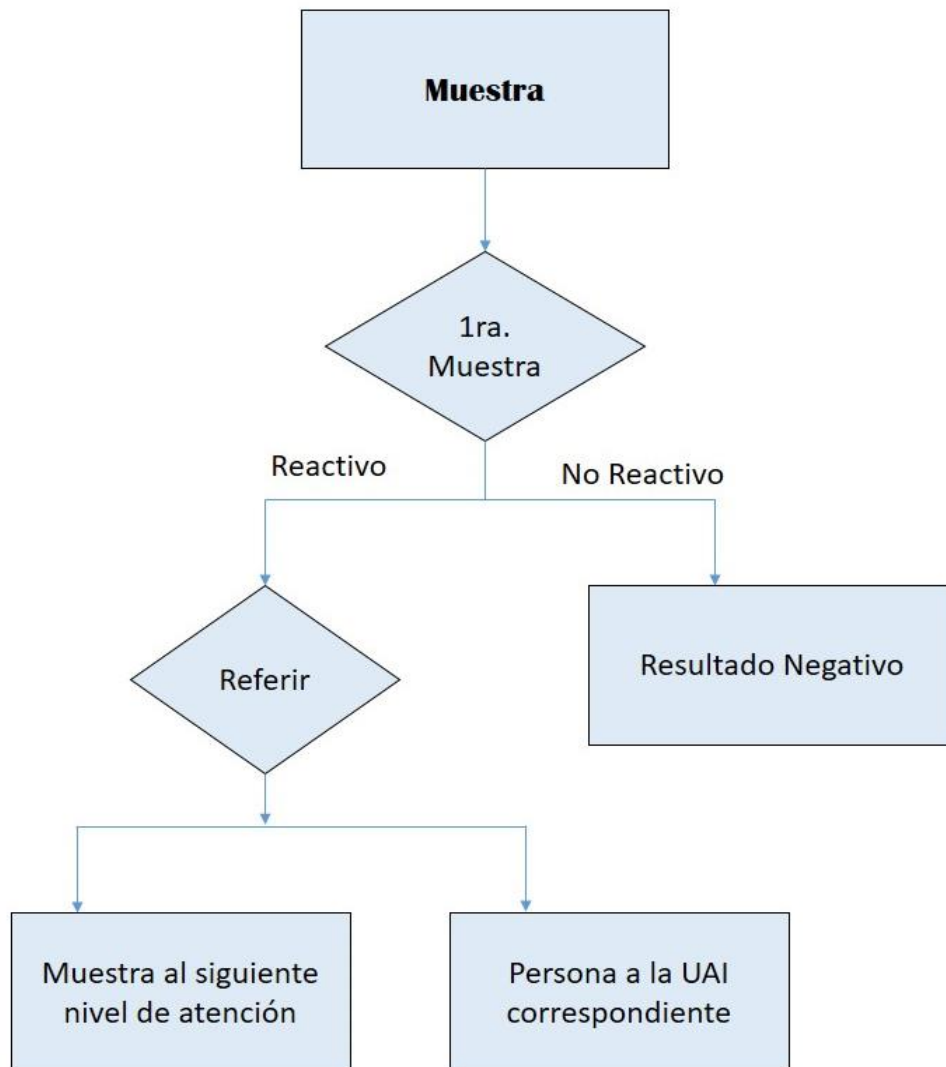 Muestra
1ra.
Muestra
Reactivo
No Reactivo
Referir
Resultado Negativo
Muestra al siguiente
nivel de atención
Persona a la UAI
correspondiente